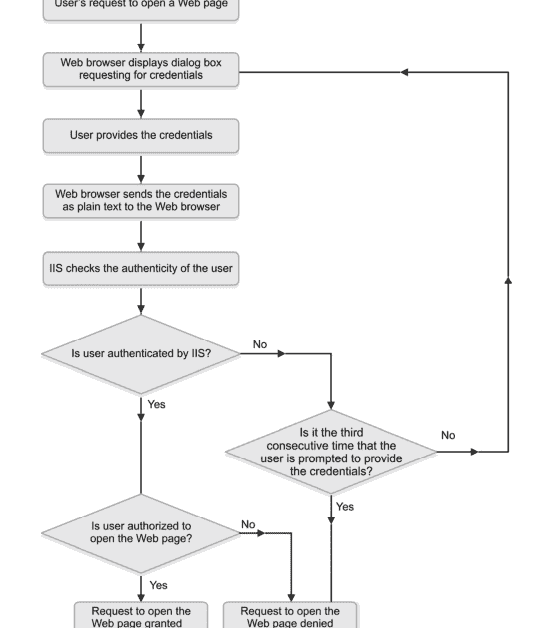 User's request to open a Web page
Web browser displays dialog box
requesting for credentials
User provides the credentials
Web browser sends the credentials
as plain text to the Web browser
IIS checks the authenticity of the user
Is user authenticated by IIS?
No
Yes
Is it the third
consecutive time that the
user is prompted to provide
the credentials?
No
Yes
Is user authorized to
open the Web page?
No
Yes
Request to open the
Web page granted
Request to open the
Web page denied